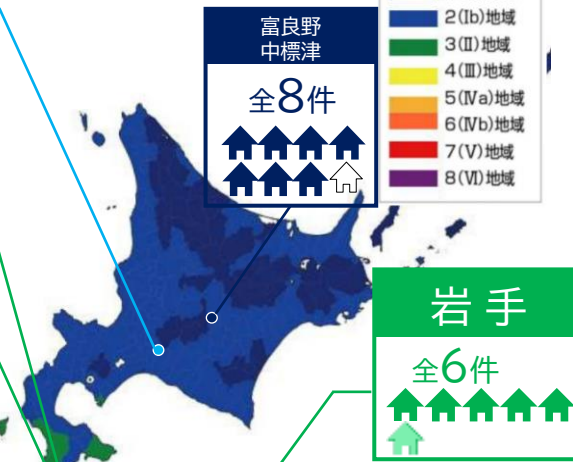 富良野
中標津
全8件
2(Ⅰb)地域
3(Ⅱ)地域
4(Ⅲ)地域
5(Ⅳa)地域
6(Ⅳb)地域
7(Ⅴ)地域
8(Ⅵ)地域
岩手
全6件